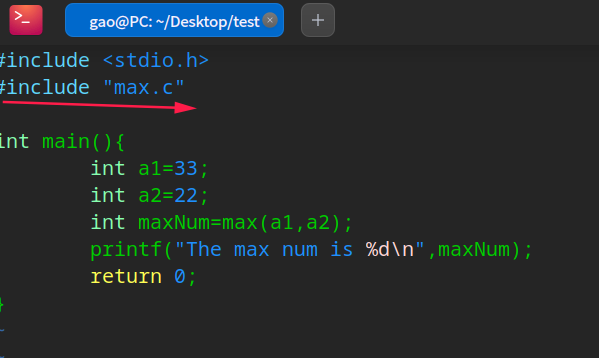 gao@PC: ~/Desktop/test
#include <stdio.h>
#include "max.c"
int main(){
int a1=33;
int a2=22;
int maxNum=max(a1,a2);
printf("The max num is %d\n",maxNum);
return 0;
}
~